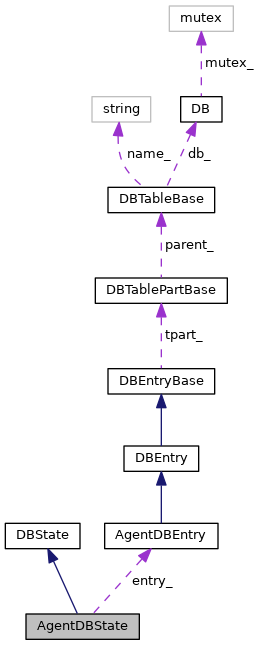 mutex
mutex_
string
DB
name_
db_
DBTableBase
parent_
DBTablePartBase
tpart_
DBEntryBase
DBEntry
DBState
AgentDBEntry
entry_
AgentDBState